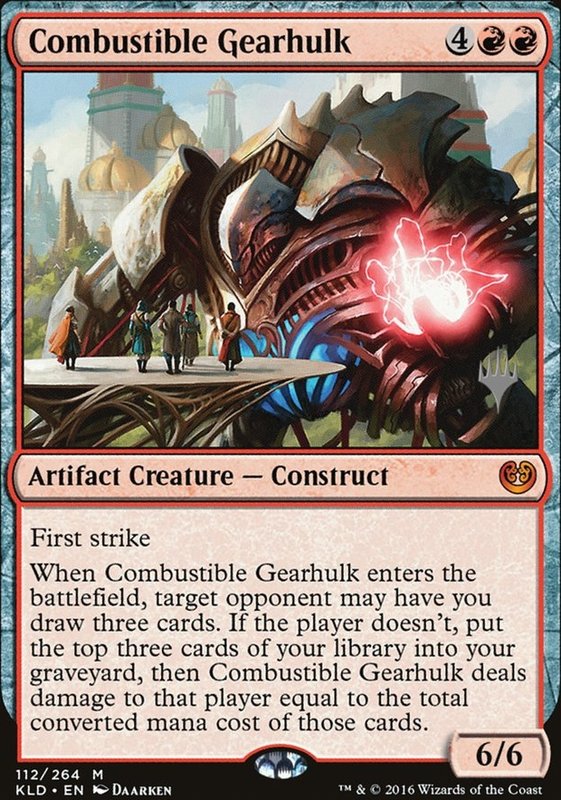 Combustible Gearhulk 4
Artifact Creature — Construct
First strike
When Combustible Gearhulk enters the
battlefield, target opponent may have you
draw three cards. If the player doesn't, put
the top three cards of your library into your
graveyard, then Combustible Gearhulk deals
damage to that player equal to the total
converted mana cost of those cards.
6/6
112/264 M
KLD • EN DAARKEN
™ & © 2016 Wizards of the Coast